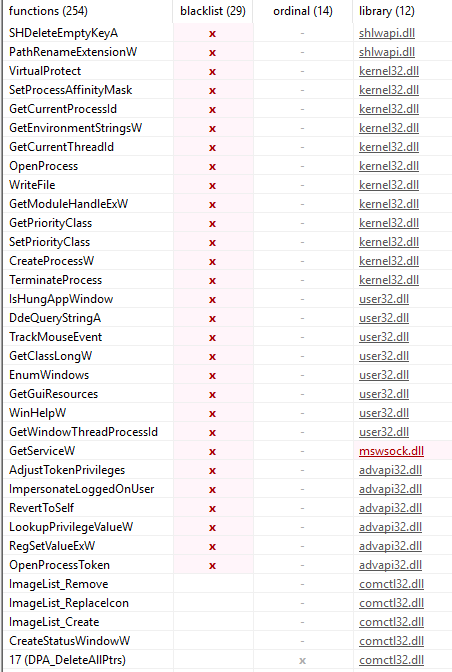 functions (254) blacklist (29) ordinal (14) library (12)
SHDeleteEmptyKeyA x - shlwapi.dll
PathRenameExtensionW x - shlwapi.dll
VirtualProtect x - kernel32.dll
SetProcessAffinityMask x - kernel32.dll
GetCurrentProcessId x - kernel32.dll
GetEnvironmentStringsW x - kernel32.dll
GetCurrentThreadId x - kernel32.dll
OpenProcess x - kernel32.dll
WriteFile x - kernel32.dll
GetModuleHandleExW x - kernel32.dll
GetPriorityClass x - kernel32.dll
SetPriorityClass x - kernel32.dll
CreateProcessW x - kernel32.dll
TerminateProcess x - kernel32.dll
IsHungAppWindow x - user32.dll
DdeQueryStringA x - user32.dll
TrackMouseEvent x - user32.dll
GetClassLongW x - user32.dll
EnumWindows x - user32.dll
GetGuiResources x - user32.dll
WinHelpW x - user32.dll
GetWindowThreadProcessId x - user32.dll
GetServiceW x - mswsock.dll
AdjustTokenPrivileges x - advapi32.dll
ImpersonateLoggedOnUser x - advapi32.dll
RevertToSelf x - advapi32.dll
LookupPrivilegeValueW x - advapi32.dll
RegSetValueExW x - advapi32.dll
OpenProcessToken x - advapi32.dll
ImageList_Remove - comctl32.dll
ImageList_ReplaceIcon - comctl32.dll
ImageList_Create - comctl32.dll
CreateStatusWindowW - comctl32.dll
17 (DPA_DeleteAllPtrs) x comctl32.dll